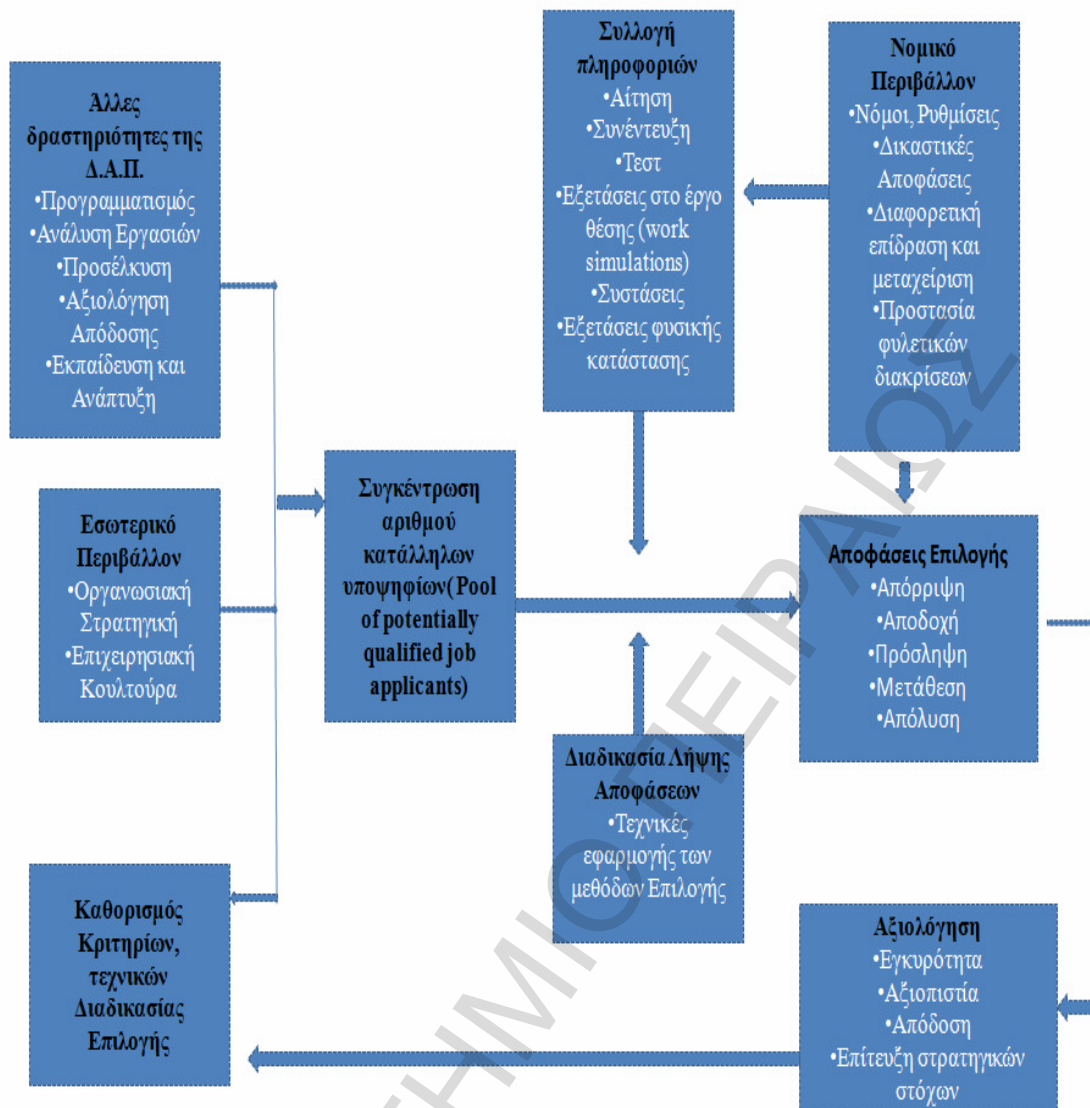 Άλλες
δραστηριότητες της
Δ.Α.Π.
•Προγραμματισμός
•Ανάλυση Εργασιών
•Προσέλκυση
•Αξιολόγηση
Απόδοσης
•Εκπαίδευση και
Ανάπτυξη
Συλλογή
πληροφοριών
•Αίτηση
•Συνέντευξη
•Τεστ
•Εξετάσεις στο έργο
θέσης (work
simulations)
•Συστάσεις
•Εξετάσεις φυσικής
κατάστασης
Νομικό
Περιβάλλον
•Νόμοι, Ρυθμίσεις
•Δικαστικές
Αποφάσεις
•Διαφορετική
επίδραση και
μεταχείριση
•Προστασία
φυλετικών
διακρίσεων
Εσωτερικό
Περιβάλλον
•Οργανωσιακή
Στρατηγική
•Επιχειρησιακή
Κουλτούρα
Συγκέντρωση
αριθμού
κατάλληλων
υποψηφίων( Pool
of potentially
qualified job
applicants)
Αποφάσεις Επιλογής
•Απόρριψη
•Αποδοχή
•Πρόσληψη
•Μετάθεση
•Απόλυση
Διαδικασία Λήψης
Αποφάσεων
•Τεχνικές
εφαρμογής των
μεθόδων Επιλογής
Καθορισμός
Κριτηρίων,
τεχνικών
Διαδικασίας
Επιλογής
Αξιολόγηση
•Εγκυρότητα
•Αξιοπιστία
•Απόδοση
•Επίτευξη στρατηγικών
στόχων
ΤΗΜΙΟ ΠΕΙΡΑΙΩΣ